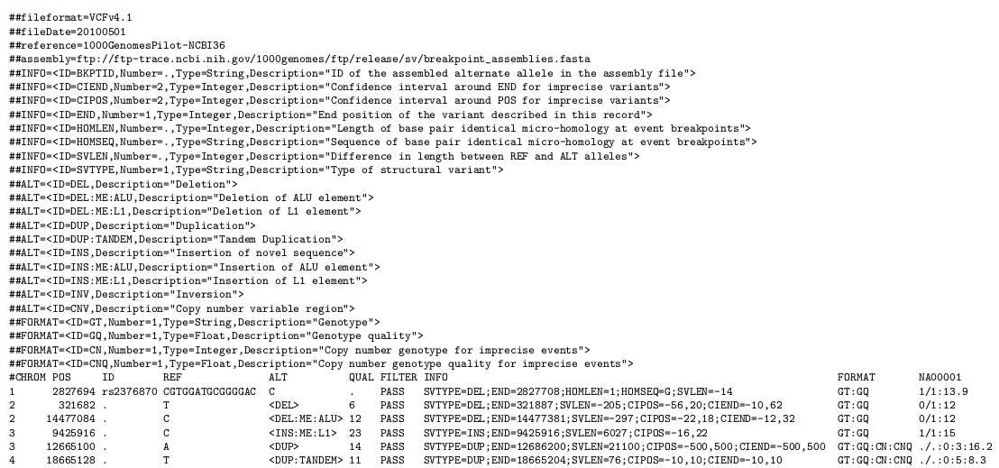 ##fileformat=VCFv4.1
##fileDate=20100501
##reference=1000GenomesPilot-NCBI36
##assembly=ftp://ftp-trace.ncbi.nih.gov/1000genomes/ftp/release/sv/breakpoint_assemblies.fasta
##INFO=<ID=BKPTID,Number=.,Type=String,Description="ID of the assembled alternate allele in the assembly file">
##INFO=<ID=CIEND,Number=2,Type=Integer,Description="Confidence interval around END for imprecise variants">
##INFO=<ID=CIPOS,Number=2,Type=Integer,Description="Confidence interval around POS for imprecise variants">
##INFO=<ID=END,Number=1,Type=Integer,Description="End position of the variant described in this record">
##INFO=<ID=HOMLEN,Number=.,Type=Integer,Description="Length of base pair identical micro-homology at event breakpoints">
##INFO=<ID=HOMSEQ,Number=.,Type=String,Description="Sequence of base pair identical micro-homology at event breakpoints">
##INFO=<ID=SVLEN,Number=.,Type=Integer,Description="Difference in length between REF and ALT alleles">
##INFO=<ID=SVTYPE,Number=1,Type=String,Description="Type of structural variant">
##ALT=<ID=DEL,Description="Deletion">
##ALT=<ID=DEL:ME:ALU,Description="Deletion of ALU element">
##ALT=<ID=DEL:ME:L1,Description="Deletion of L1 element">
##ALT=<ID=DUP,Description="Duplication">
##ALT=<ID=DUP:TANDEM,Description="Tandem Duplication">
##ALT=<ID=INS,Description="Insertion of novel sequence">
##ALT=<ID=INS:ME:ALU,Description="Insertion of ALU element">
##ALT=<ID=INS:ME:L1,Description="Insertion of L1 element">
##ALT=<ID=INV,Description="Inversion">
##ALT=<ID=CNV,Description="Copy number variable region">
##FORMAT=<ID=GT,Number=1,Type=String,Description="Genotype">
##FORMAT=<ID=GQ,Number=1,Type=Float,Description="Genotype quality">
##FORMAT=<ID=CN,Number=1,Type=Integer,Description="Copy number genotype for imprecise events">
##FORMAT=<ID=CNQ,Number=1,Type=Float,Description="Copy number genotype quality for imprecise events">
#CHROM POS ID REF ALT QUAL FILTER INFO FORMAT NA00001
1 2827694 rs2376870 CGTGGATGCGGGGAC C . PASS SVTYPE=DEL;END=2827708;HOMLEN=1;HOMSEQ=G;SVLEN=-14 GT:GQ 1/1:13.9
2 321682 . T <DEL> 6 PASS SVTYPE=DEL;END=321887;SVLEN=-205;CIPOS=-56,20;CIEND=-10,62 GT:GQ 0/1:12
2 14477084 . C <DEL:ME:ALU> 12 PASS SVTYPE=DEL;END=14477381;SVLEN=-297;CIPOS=-22,18;CIEND=-12,32 GT:GQ 0/1:12
3 9425916 . C <INS:ME:L1> 23 PASS SVTYPE=INS;END=9425916;SVLEN=6027;CIPOS=-16,22 GT:GQ 1/1:15
3 12665100 . A <DUP> 14 PASS SVTYPE=DUP;END=12686200;SVLEN=21100;CIPOS=-500,500;CIEND=-500,500 GT:GQ:CN:CNQ ./.:0:3:16.2
4 18665128 . T <DUP:TANDEM> 11 PASS SVTYPE=DUP;END=18665204;SVLEN=76;CIPOS=-10,10;CIEND=-10,10 GT:GQ:CN:CNQ ./.:0:5:8.3